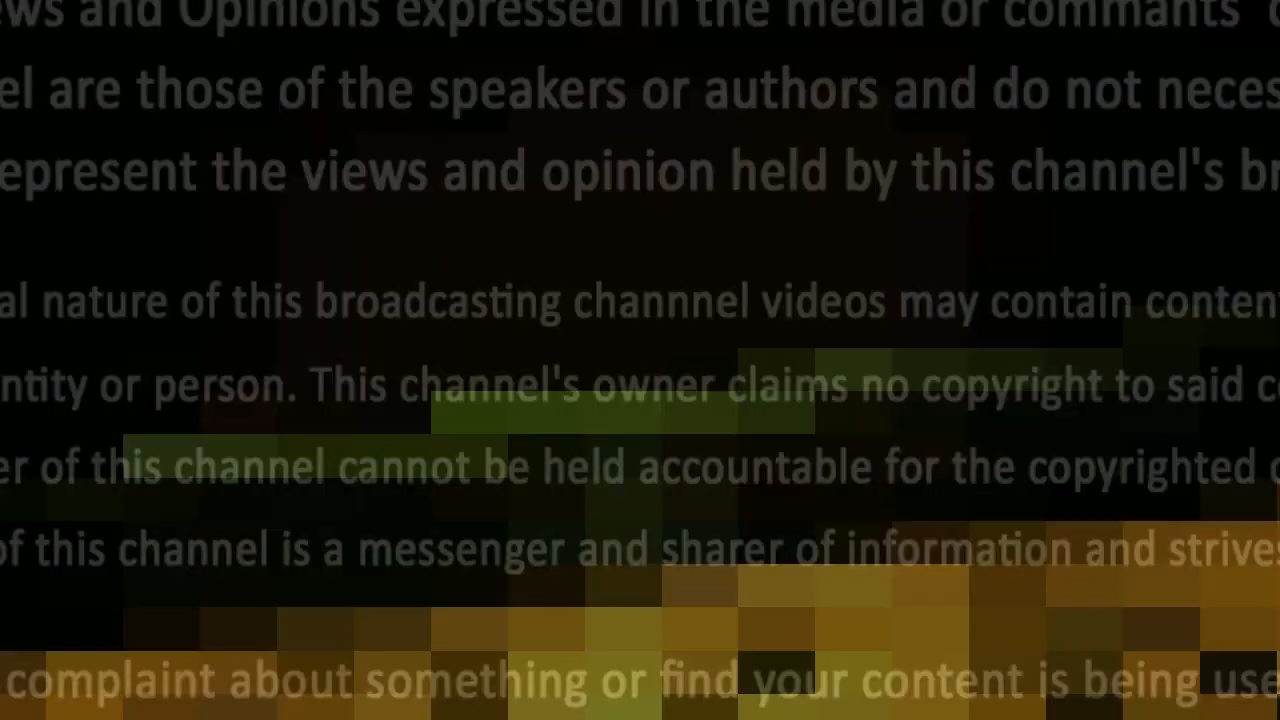 ews and Opinions expressed in the media or commants
el are those of the speakers or authors and do not neces
epresent the views and opinion held by this channel's br
al nature of this broadcasting channnel videos may contain conten
ntity or person. This channel's owner claims no copyright to said c
er of this channel cannot be held accountable for the copyrighted
of this channel is a messenger and sharer of information and strives
complaint about something or find your content is being use